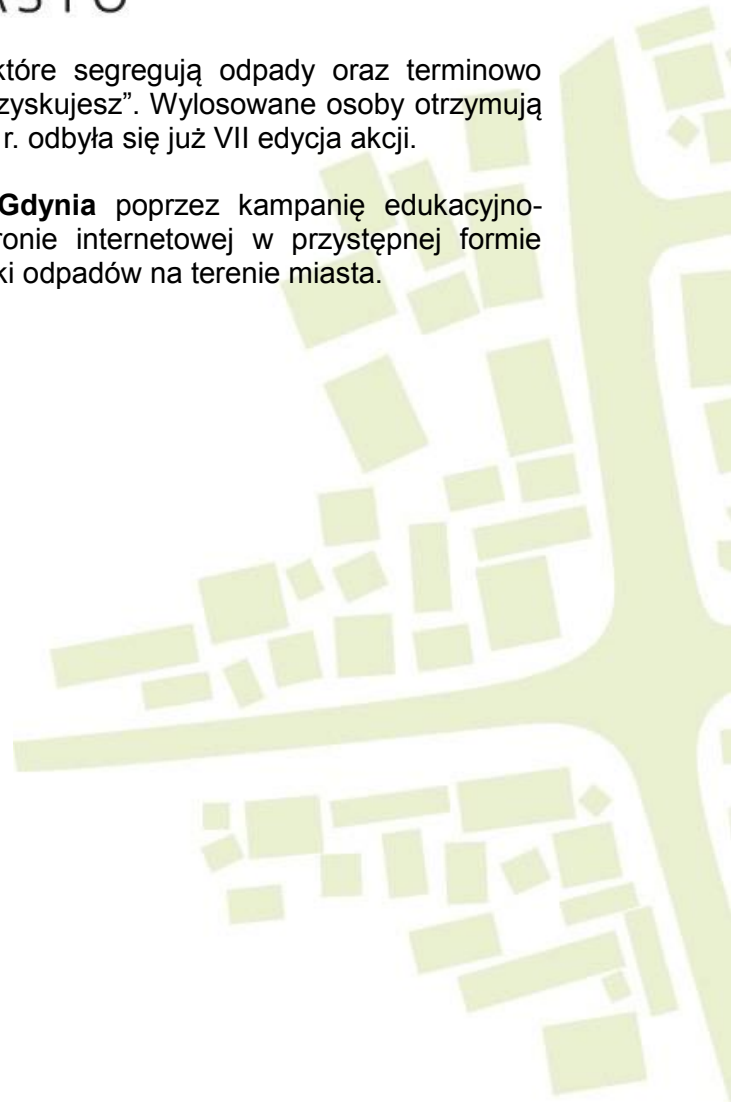 które segregują odpady oraz terminowo
zyskujesz”. Wylosowane osoby otrzymują
r. odbyła się już VII edycja akcji.
Gdynia poprzez kampanię edukacyjno-
ronie internetowej w przystępnej formie
ki odpadów na terenie miasta.